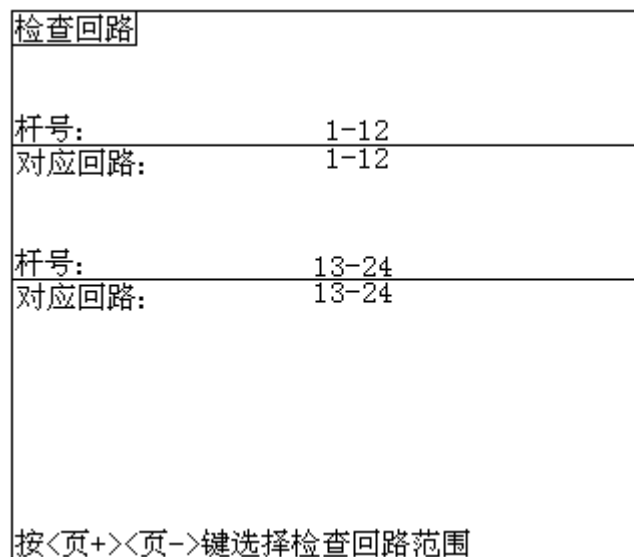 检查回路
杆号: 1-12
对应回路: 1-12
杆号: 13-24
对应回路: 13-24
按<页+><页->键选择检查回路范围